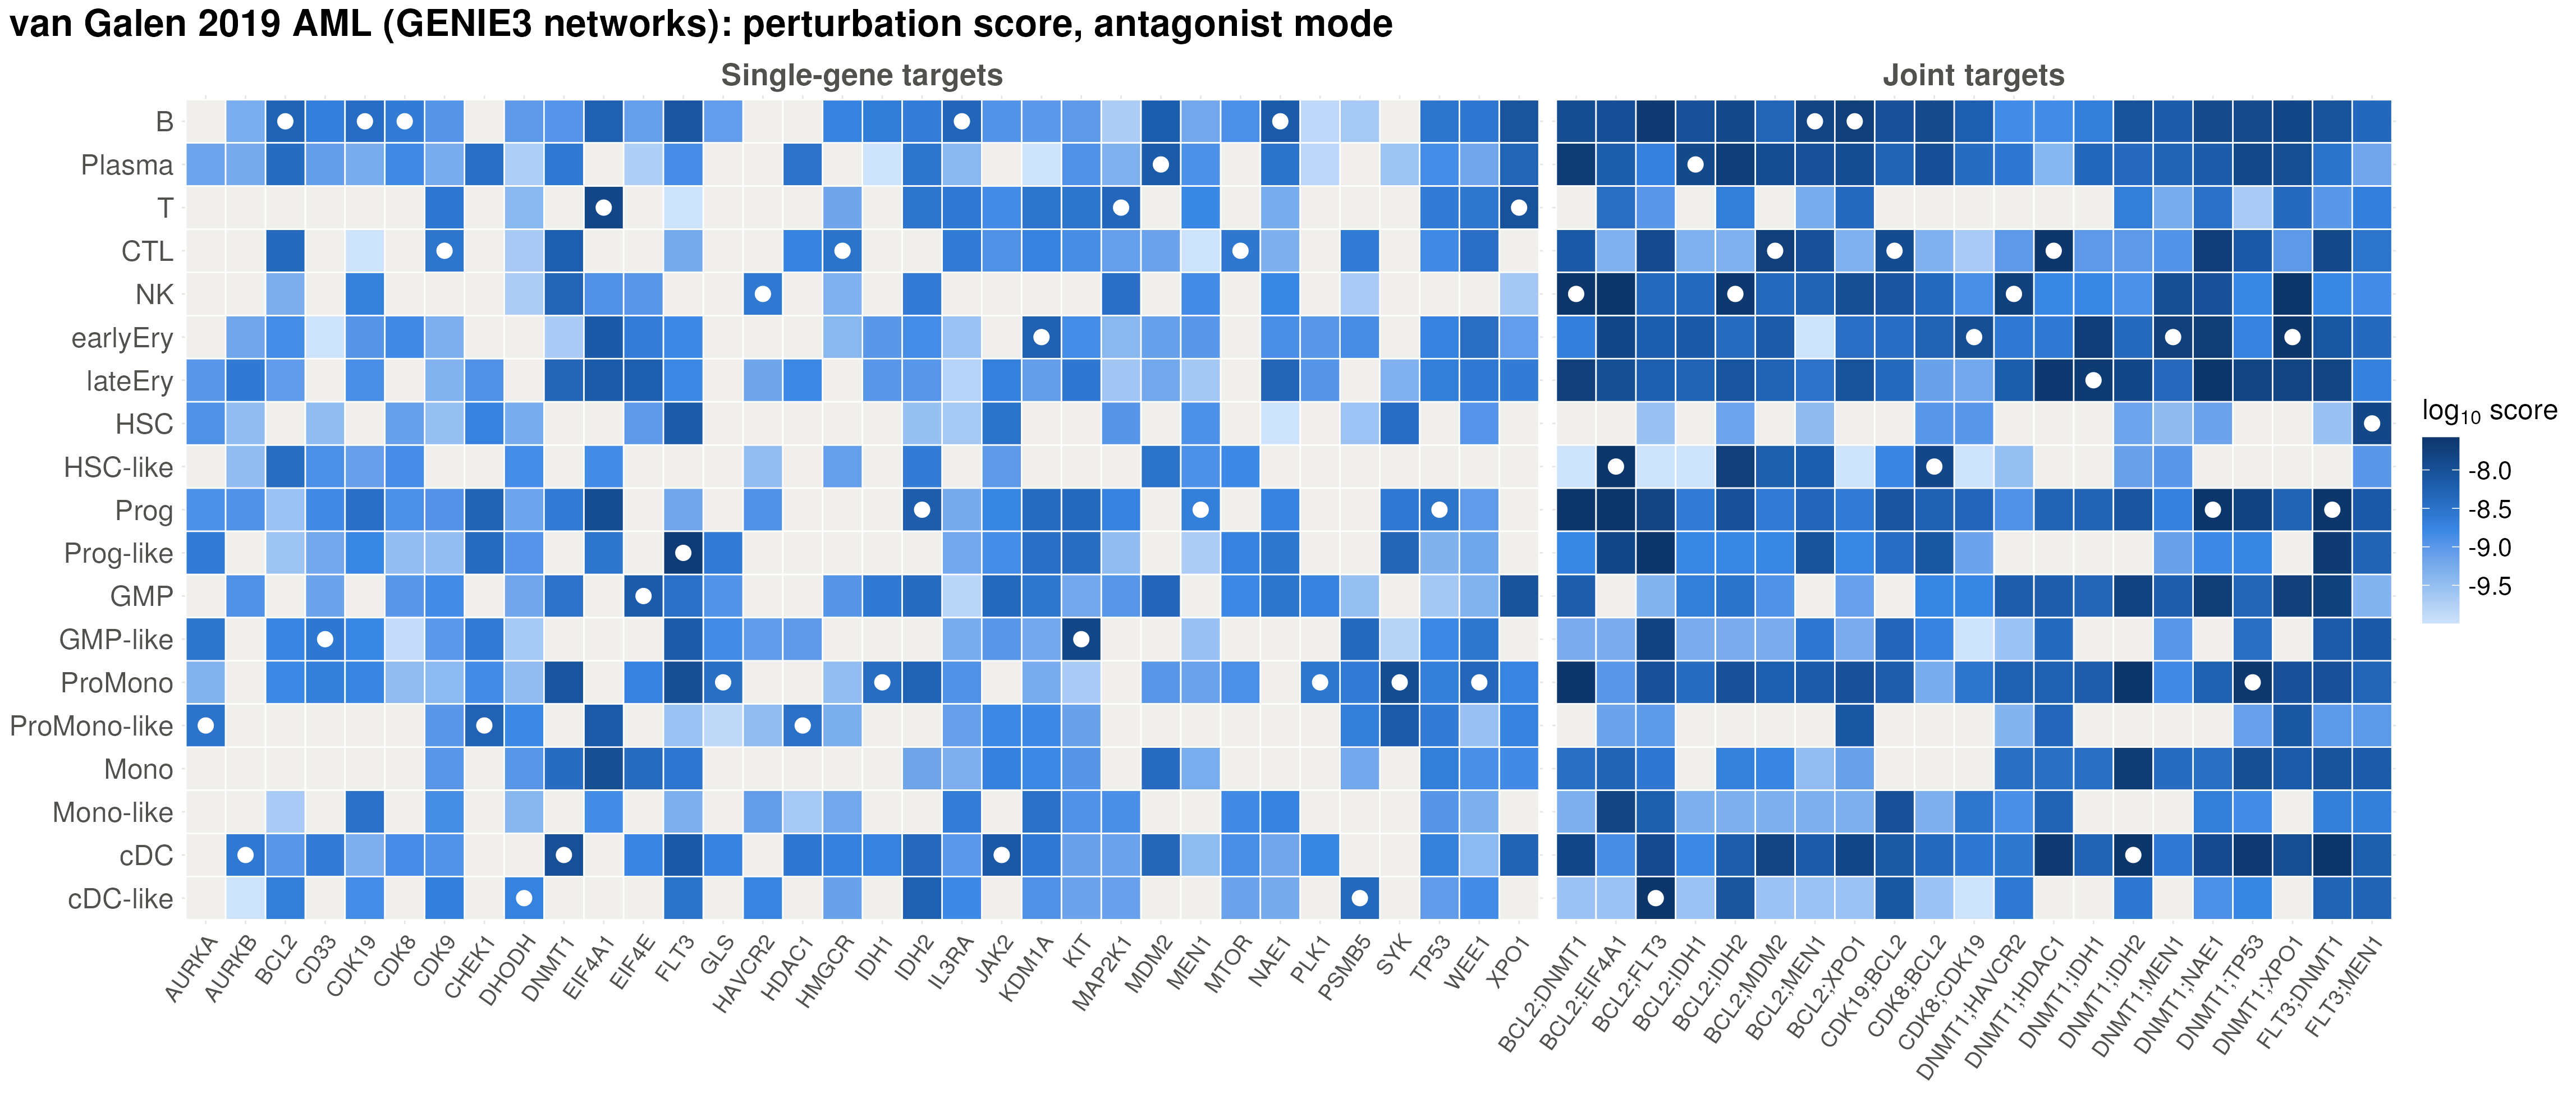 van Galen 2019 AML (GENIE3 networks): perturbation score, antagonist mode
Single-gene targets
Joint targets
B
Plasma
T
CTL
NK
earlyEry
lateEry
HSC
HSC-like
Prog
Prog-like
GMP
GMP-like
ProMono
ProMono-like
Mono
Mono-like
cDC
cDC-like
log10 score
-8.0
-8.5
-9.0
-9.5
AURKA
AURKB
BCL2
CD33
CDK19
CDK8
CDK9
CHEK1
DHODH
DNMT1
EIF4A1
EIF4E
FLT3
GLS
HAVCR2
HDAC1
HMGCR
IDH1
IDH2
IL3RA
JAK2
KDM1A
KIT
MAP2K1
MDM2
MEN1
MTOR
NAE1
PLK1
PSMB5
SYK
TP53
WEE1
XPO1
BCL2;DNMT1
BCL2;EIF4A1
BCL2;FLT3
BCL2;IDH1
BCL2;IDH2
BCL2;MDM2
BCL2;MEN1
BCL2;XPO1
CDK19;BCL2
CDK8;BCL2
CDK8;CDK19
DNMT1;HAVCR2
DNMT1;HDAC1
DNMT1;IDH1
DNMT1;IDH2
DNMT1;MEN1
DNMT1;NAE1
DNMT1;TP53
DNMT1;XPO1
FLT3;DNMT1
FLT3;MEN1